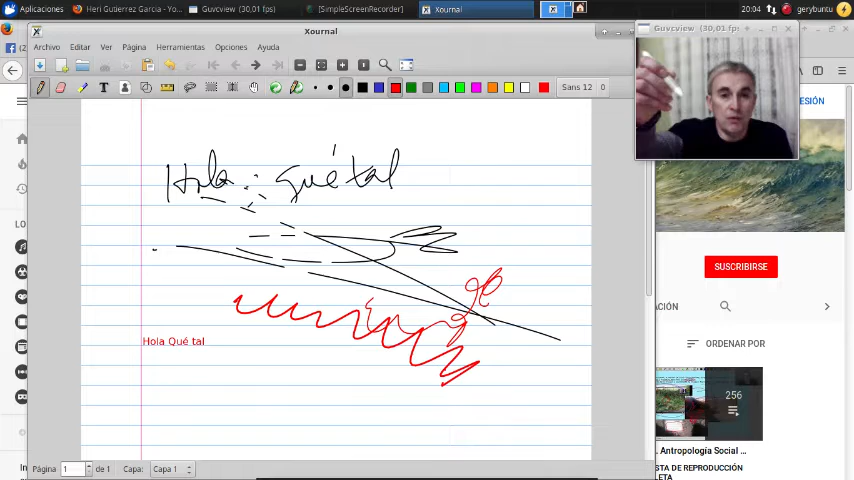 Aplicaciones
Heri Gutierrez Garcia - Yo...
Guvcview (30,01 fps)
[SimpleScreenRecorder]
Xournal
20:04
gerybuntu
Xournal
Guvcview (30,01 fps)
Archivo Editar Ver Página Herramientas Opciones Ayuda
Sans 12
Hola : qué tal
Hola Qué tal
SUSCRIBIRSE
ORDENAR POR
256
. Antropología Social ...
Página 1 de 1 Capa: Capa 1